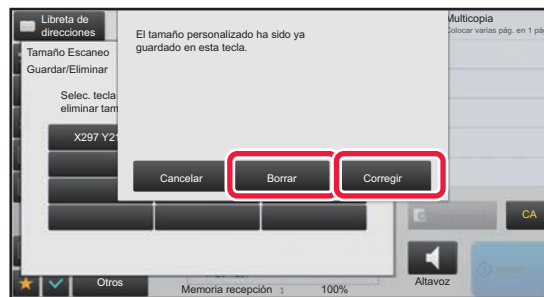 Libreta de
direcciones
Multicopia
Colocar varias pág. en 1 pág
Tamaño Escaneo
Guardar/Eliminar
Selec. tecla
eliminar tam
El tamaño personalizado ha sido ya
guardado en esta tecla.
X297 Y21
Cancelar
Borrar
Corregir
CA
Otros
Memoria recepción : 100%
Altavoz